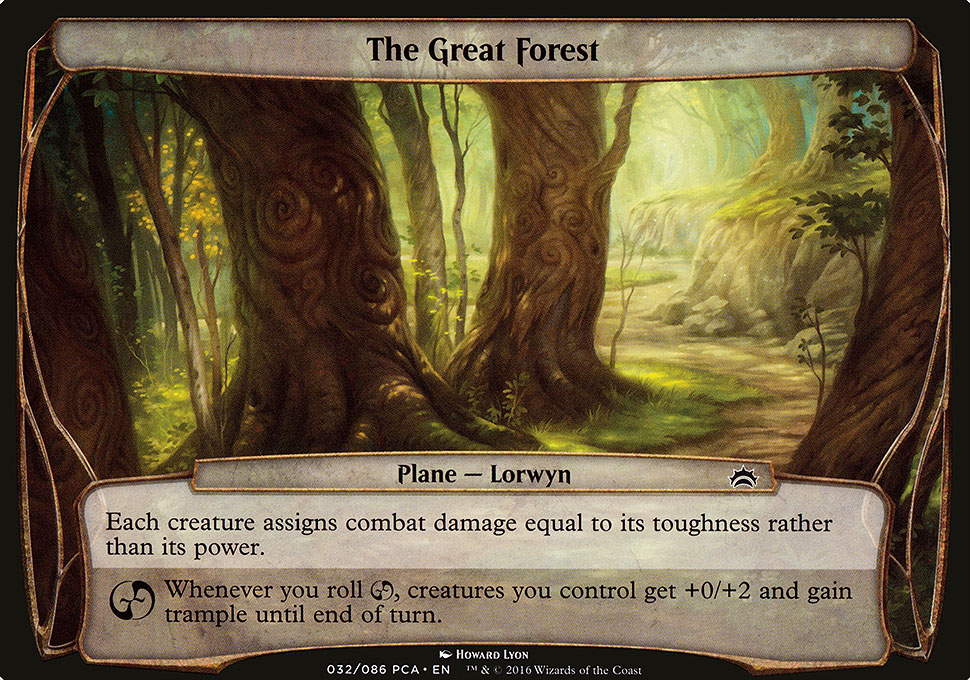 The Great Forest
Plane — Lorwyn
Each creature assigns combat damage equal to its toughness rather
than its power.
Whenever you roll , creatures you control get +0/+2 and gain
trample until end of turn.
Howard Lyon
032/086 PCA • EN ™ & © 2016 Wizards of the Coast